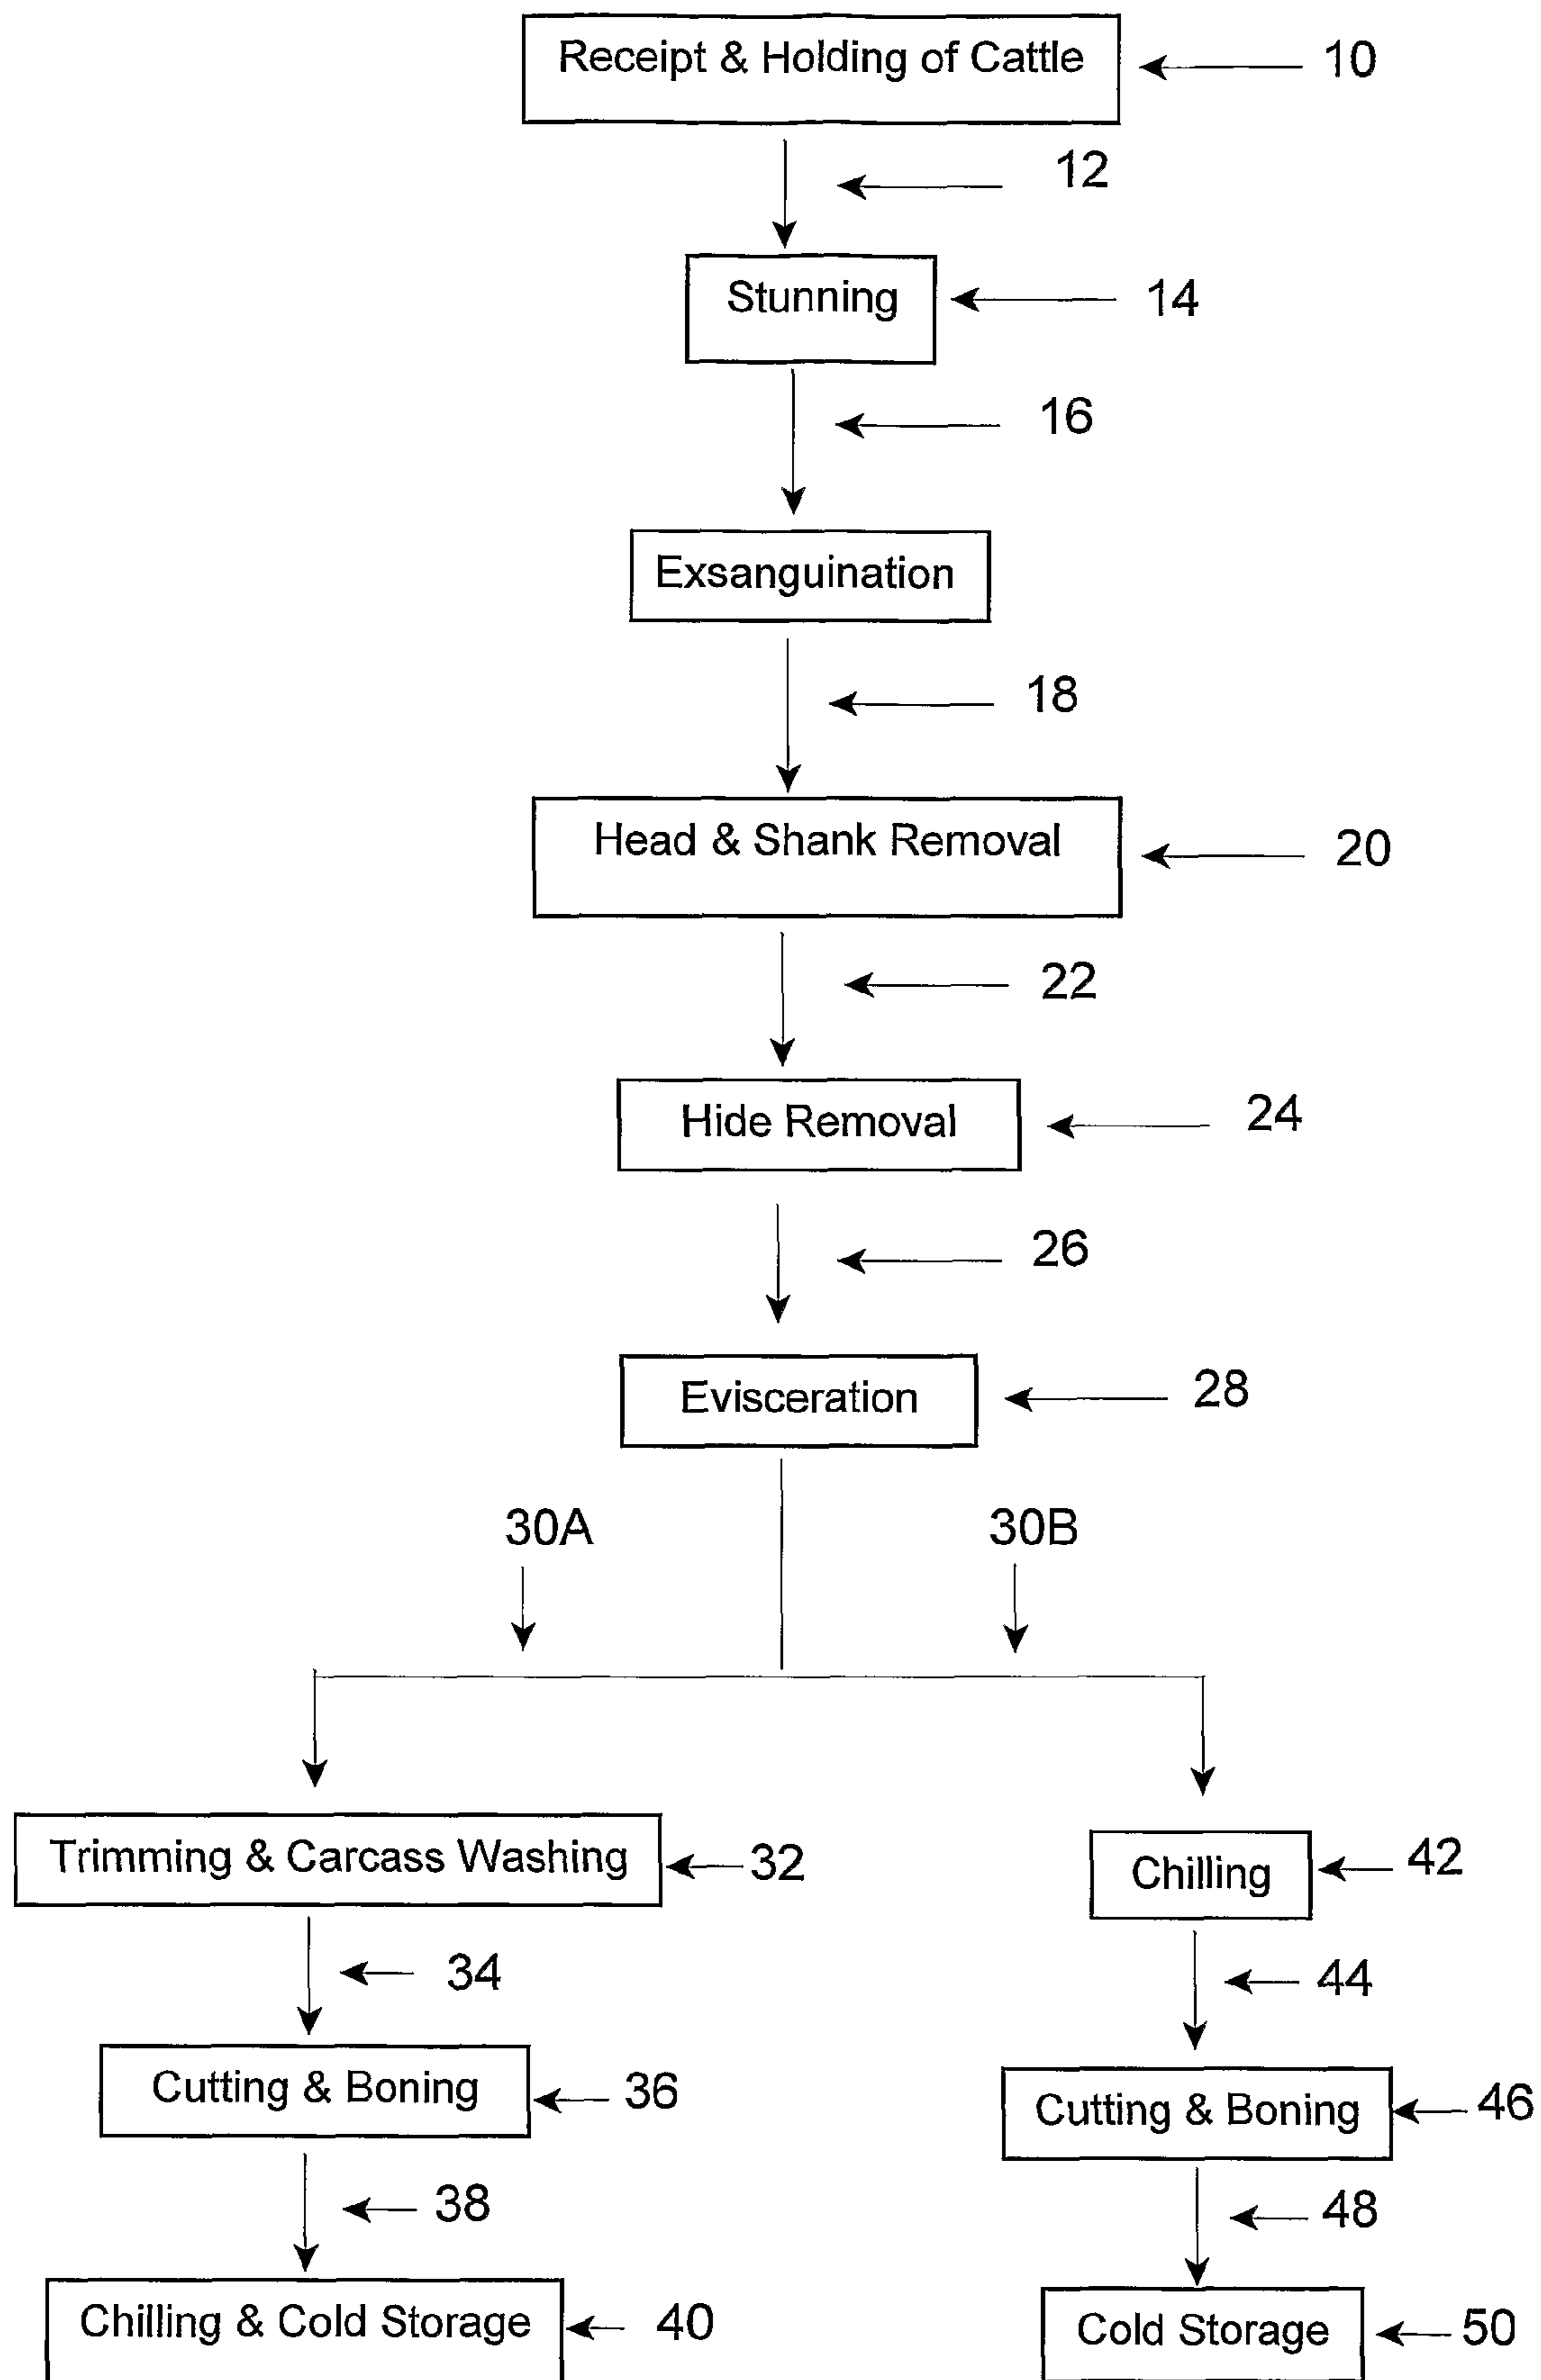 Receipt & Holding of Cattle
10
12
Stunning
14
16
Exsanguination
18
Head & Shank Removal
20
22
Hide Removal
24
26
Evisceration
28
30A
30B
Trimming & Carcass Washing
32
Chilling
42
34
44
Cutting & Boning
36
Cutting & Boning
46
38
48
Chilling & Cold Storage
40
Cold Storage
50